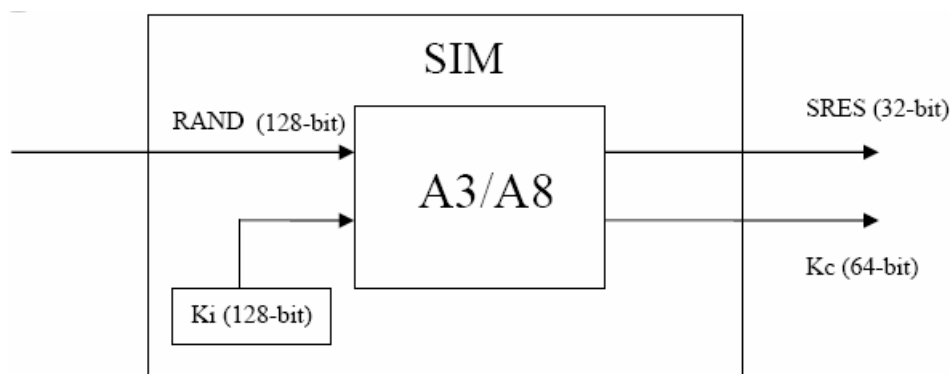 SIM
RAND (128-bit)
SRES (32-bit)
A3/A8
Kc (64-bit)
Ki (128-bit)